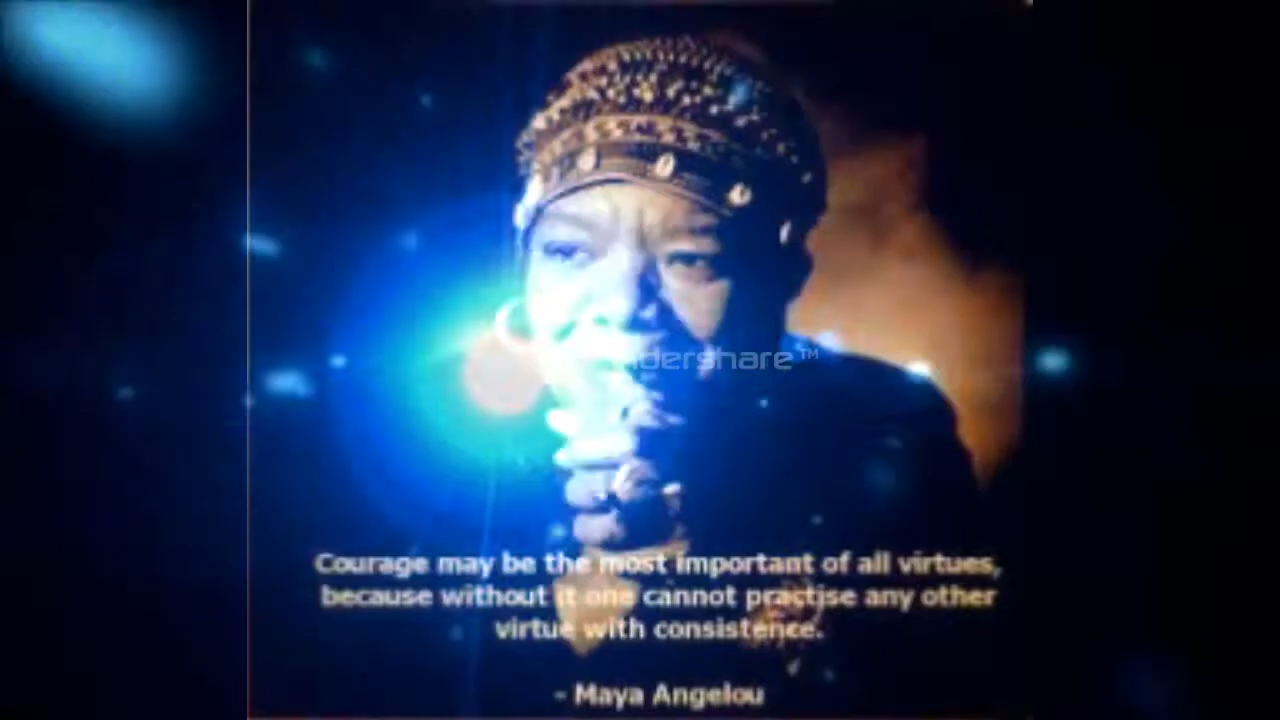 ndershare™
Courage may be the most important of all virtues,
because without it one cannot practise any other
virtue with consistence.
- Maya Angelou